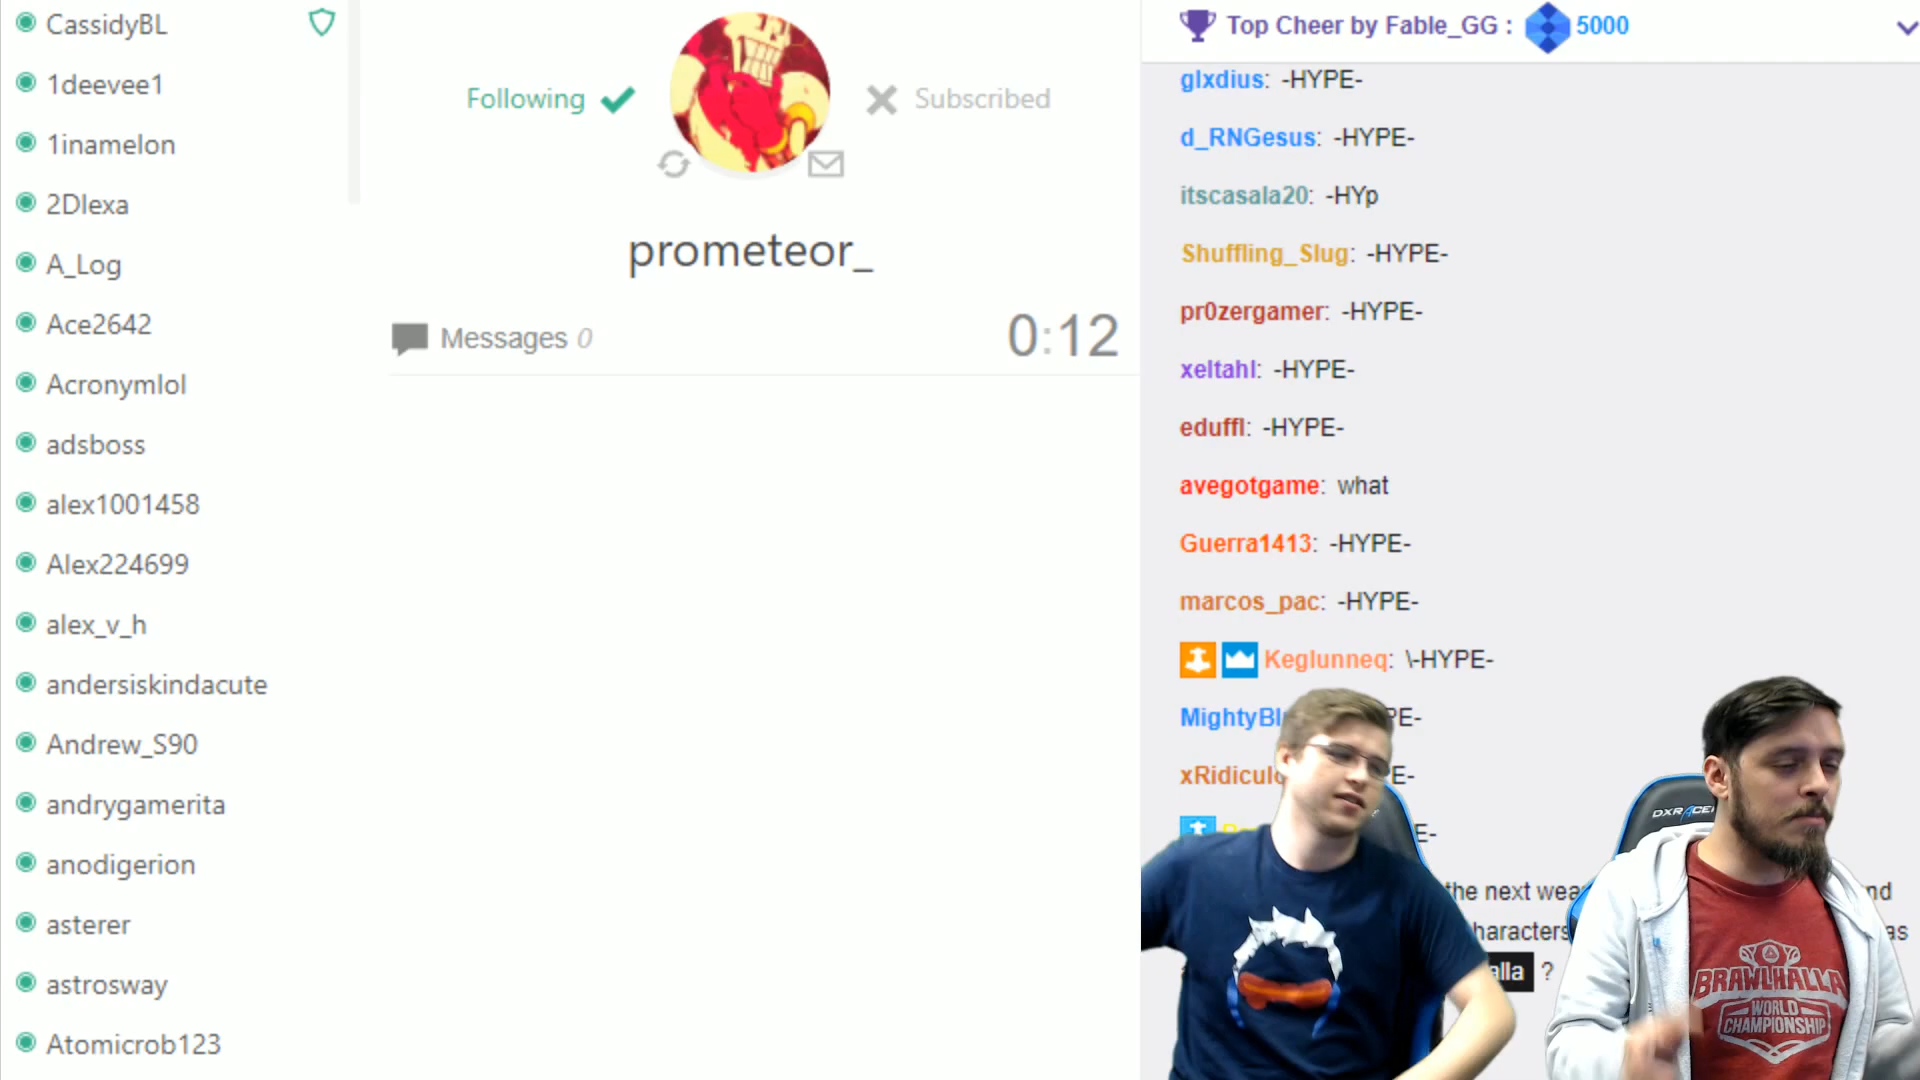 CassidyBL
1deevee1
1inamelon
2Dlexa
A_Log
Ace2642
Acronymlol
adsboss
alex1001458
Alex224699
alex_v_h
andersiskindacute
Andrew_S90
andrygamerita
anodigerion
asterer
astrosway
Atomicrob123
Following
Subscribed
prometeor_
Messages 0
0:12
Top Cheer by Fable_GG : 5000
glxdius: -HYPE-
d_RNGesus: -HYPE-
itscasala20: -HYp
Shuffling_Slug: -HYPE-
pr0zergamer: -HYPE-
xeltahl: -HYPE-
eduffl: -HYPE-
avegotgame: what
Guerra1413: -HYPE-
marcos_pac: -HYPE-
Keglunneq: \-HYPE-
the next
?
DXRACER
BRAWLHALLA
WORLD
CHAMPIONSHIP